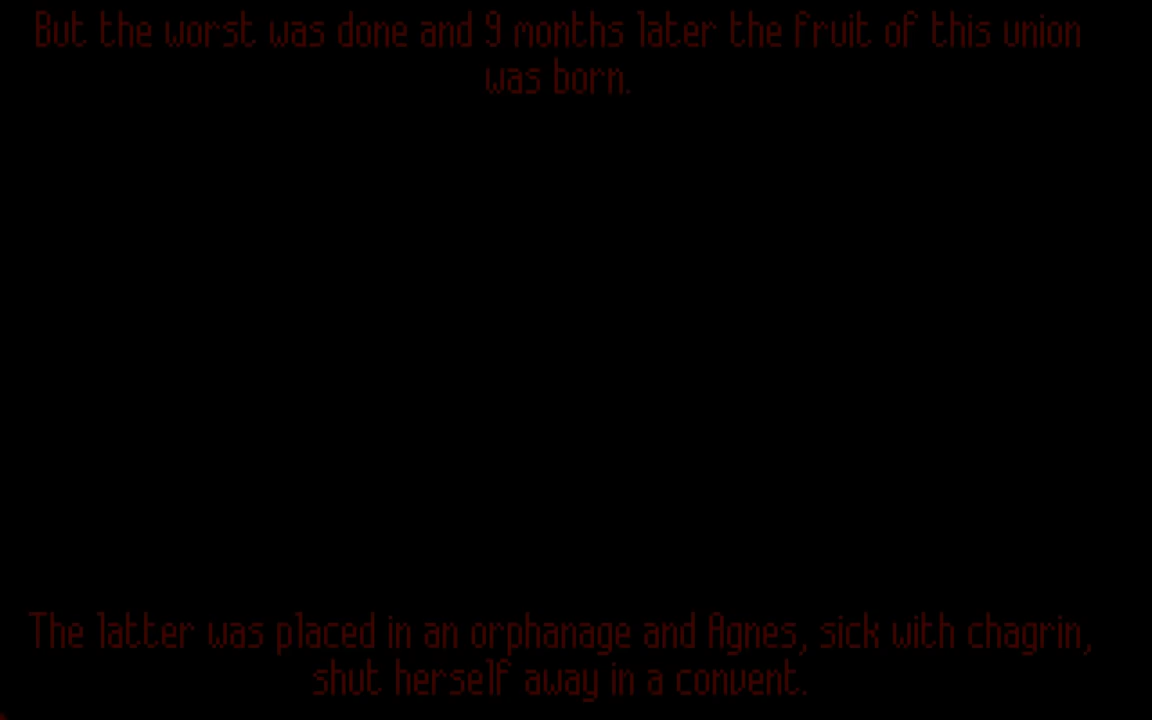 But the worst was done and 9 months later the fruit of this union
was born.
The latter was placed in an orphanage and Agnes, sick with chagrin,
shut herself away in a convent.